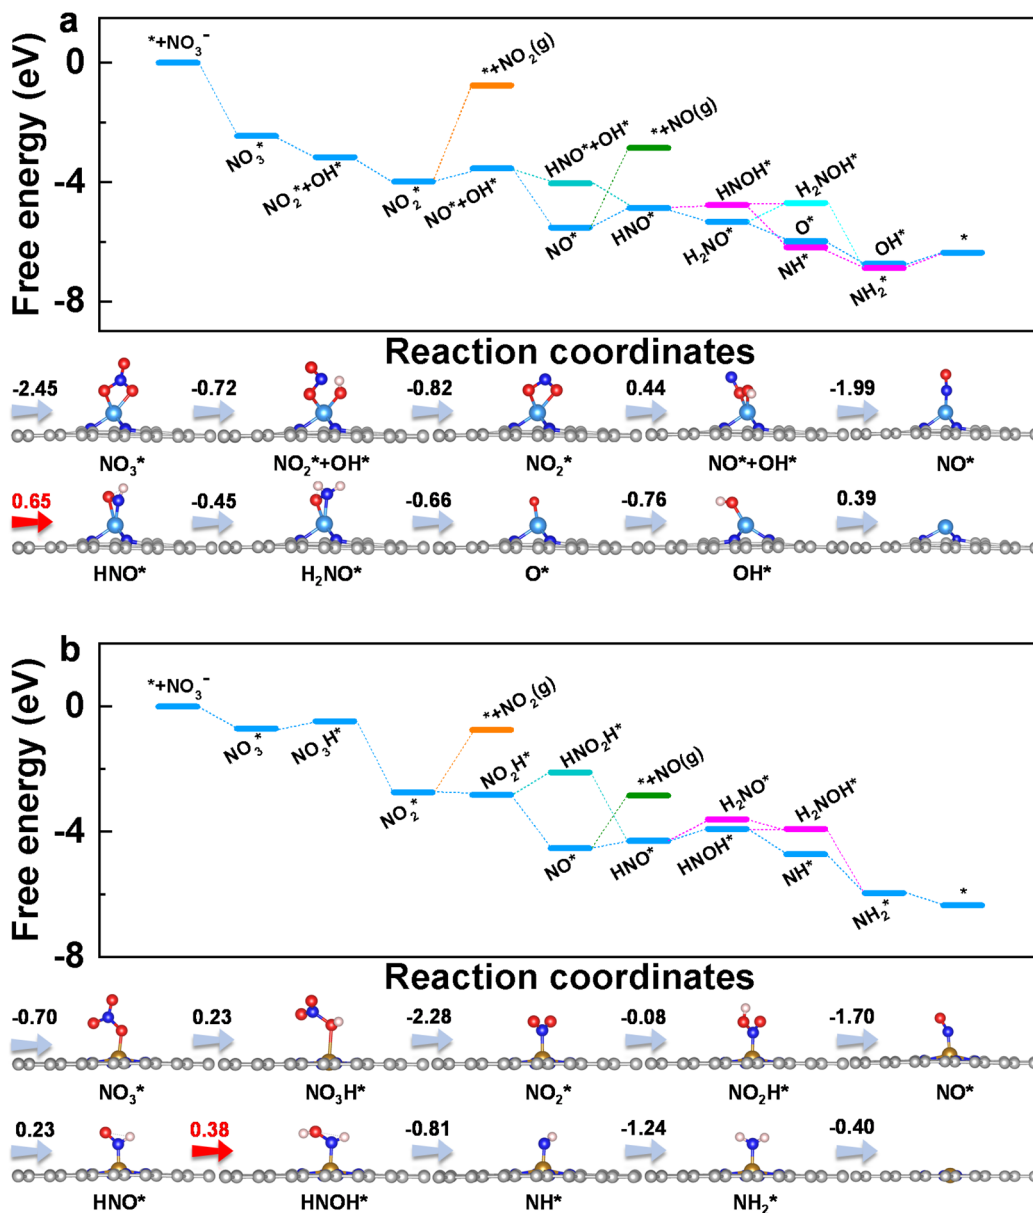 a
Free energy (eV)
0
-4
-8
*+NO₃⁻
NO₃*
NO₂*+OH*
NO₂*
*+NO₂(g)
NO*+OH*
HNO*+OH*
NO*
*+NO(g)
HNO*
HNOH*
H₂NO*
H₂NOH*
O*
NH*
OH*
NH₂*
*
Reaction coordinates
-2.45 -0.72 -0.82 0.44 -1.99
NO₃* NO₂*+OH* NO₂* NO*+OH* NO*
0.65 -0.45 -0.66 -0.76 0.39
HNO* H₂NO* O* OH*
b
Free energy (eV)
0
-4
-8
*+NO₃⁻
NO₃*
NO₃H*
NO₂*
*+NO₂(g)
NO₂H*
HNO₂H*
NO*
*+NO(g)
HNO*
H₂NO*
HNOH*
H₂NOH*
NH*
NH₂*
*
Reaction coordinates
-0.70 0.23 -2.28 -0.08 -1.70
NO₃* NO₃H* NO₂* NO₂H* NO*
0.23 0.38 -0.81 -1.24 -0.40
HNO* HNOH* NH* NH₂*